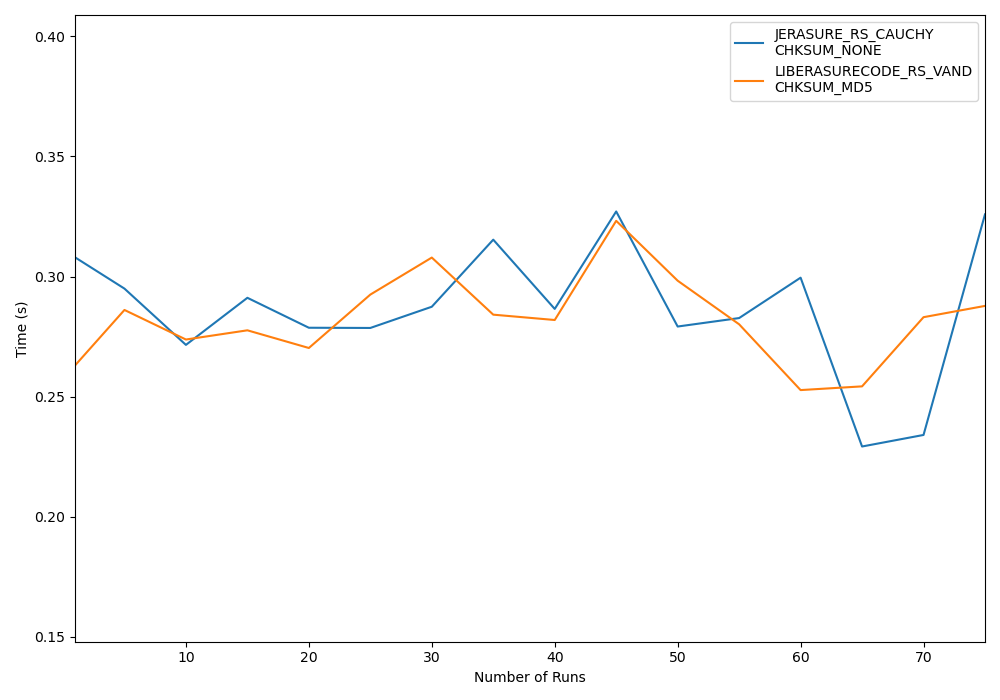 JERASURE_RS_CAUCHY
CHKSUM_NONE
LIBERASURECODE_RS_VAND
CHKSUM_MD5
0.40
0.35
0.30
0.25
0.20
0.15
Time (s)
10 20 30 40 50 60 70
Number of Runs